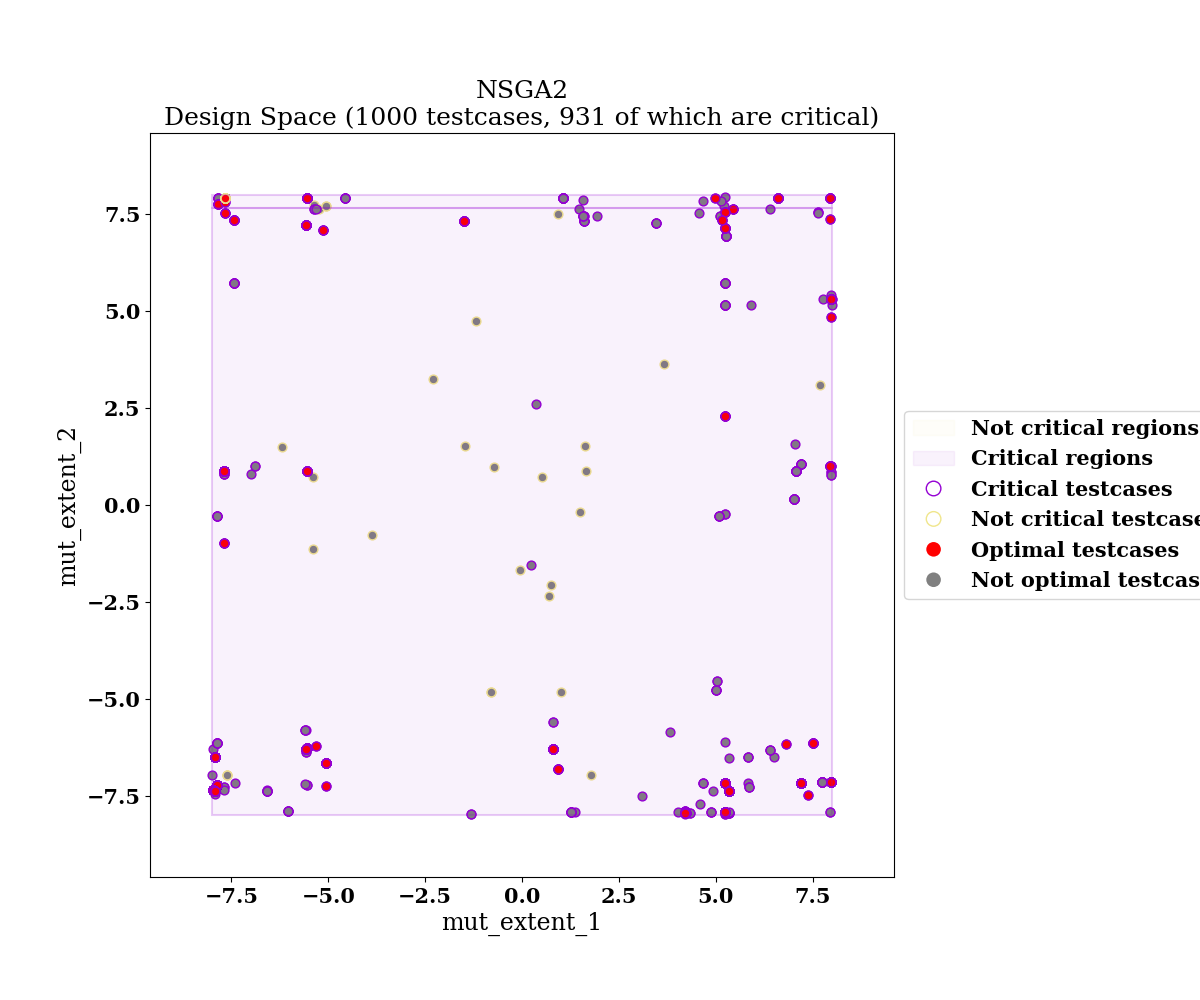 NSGA2
Design Space (1000 testcases, 931 of which are critical)
mut_extent_2
7.5
5.0
2.5
0.0
−2.5
−5.0
−7.5
−7.5 −5.0 −2.5 0.0 2.5 5.0 7.5
mut_extent_1
Not critical regions
Critical regions
Critical testcases
Not critical testcase
Optimal testcases
Not optimal testcas